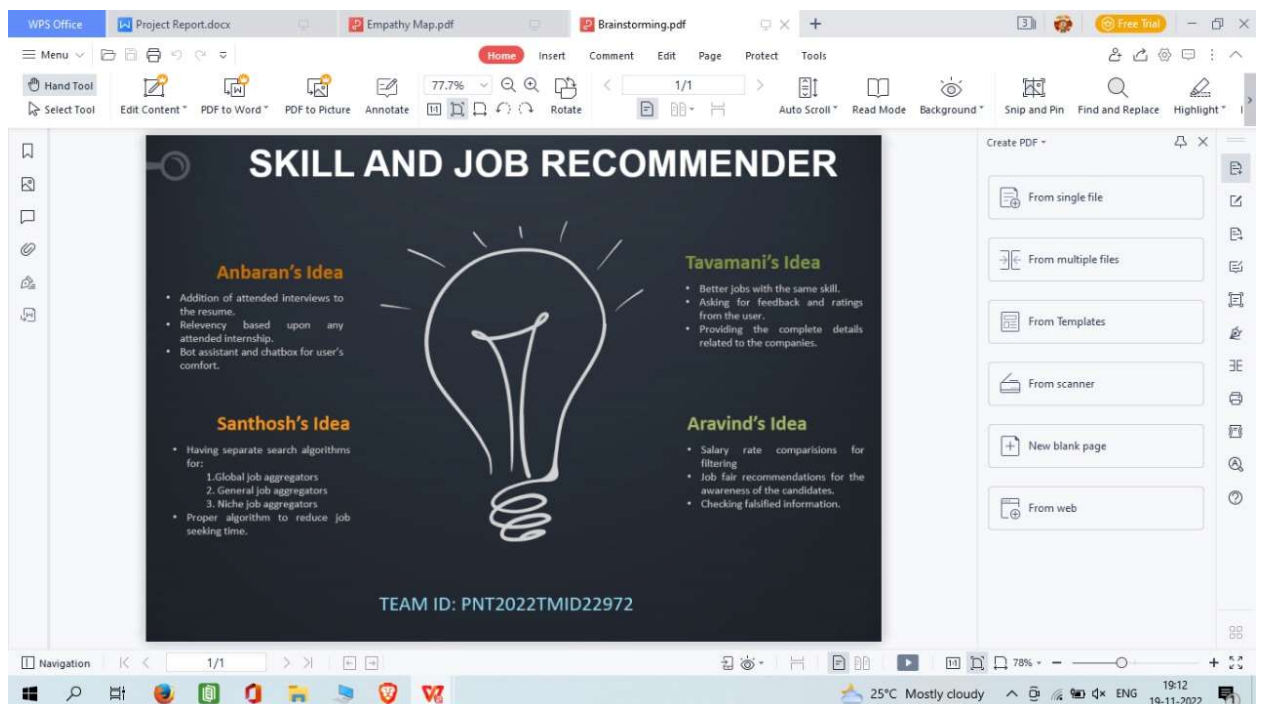 WPS Office
Project Report.docx
Empathy Map.pdf
Brainstorming.pdf
+
3
Free Trial
Menu
Home Insert Comment Edit Page Protect Tools
Hand Tool
Select Tool
Edit Content
PDF to Word
PDF to Picture
Annotate
77.7%
Rotate
1/1
Auto Scroll
Read Mode
Background
Snip and Pin
Find and Replace
Highlight
SKILL AND JOB RECOMMENDER
Anbaran's Idea
• Addition of attended interviews to
the resume.
• Relevency based upon any
attended internship.
• Bot assistant and chatbox for user's
comfort.
Tavamani's Idea
• Better jobs with the same skill.
• Asking for feedback and ratings
from the user.
• Providing the complete details
related to the companies.
Santhosh's Idea
• Having separate search algorithms
for:
1.Global job aggregators
2. General job aggregators
3. Niche job aggregators
• Proper algorithm to reduce job
seeking time.
Aravind's Idea
• Salary rate comparisions for
filtering
• Job fair recommendations for the
awareness of the candidates.
• Checking falsified information.
TEAM ID: PNT2022TMID22972
Create PDF
From single file
From multiple files
From Templates
From scanner
New blank page
From web
Navigation
1/1
78%
25°C Mostly cloudy
ENG
19:12
19-11-2022